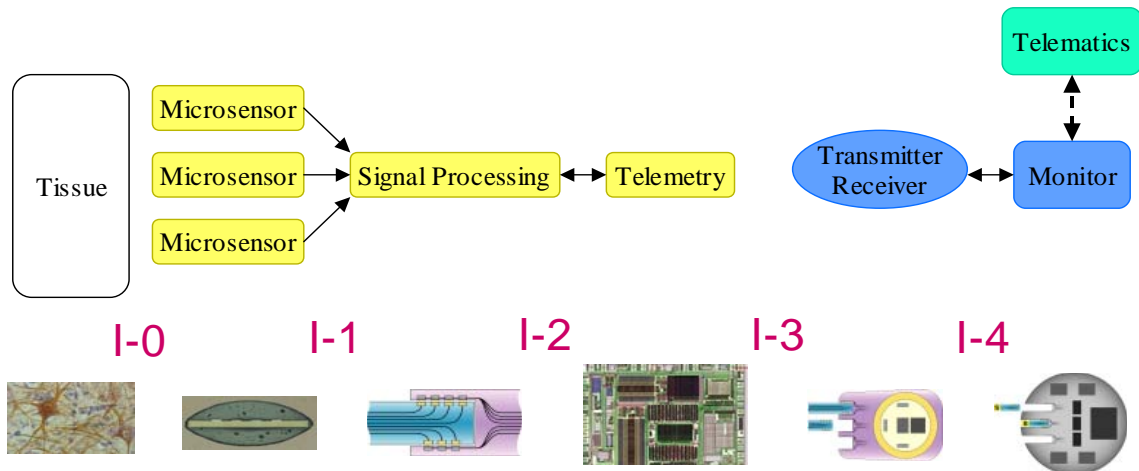 Telematics
Tissue
Microsensor
Microsensor
Microsensor
Signal Processing
Telemetry
Transmitter
Receiver
Monitor
I-0
I-1
I-2
I-3
I-4